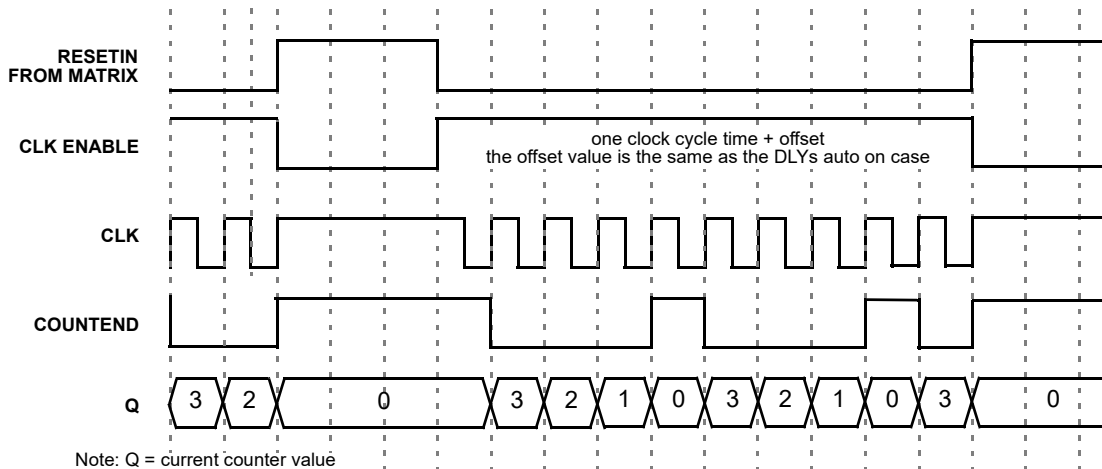 RESETIN
FROM MATRIX
CLK ENABLE
one clock cycle time + offset
the offset value is the same as the DLYs auto on case
CLK
COUNTEND
Q
3 2 0 3 2 1 0 3 2 1 0 3 0
Note: Q = current counter value